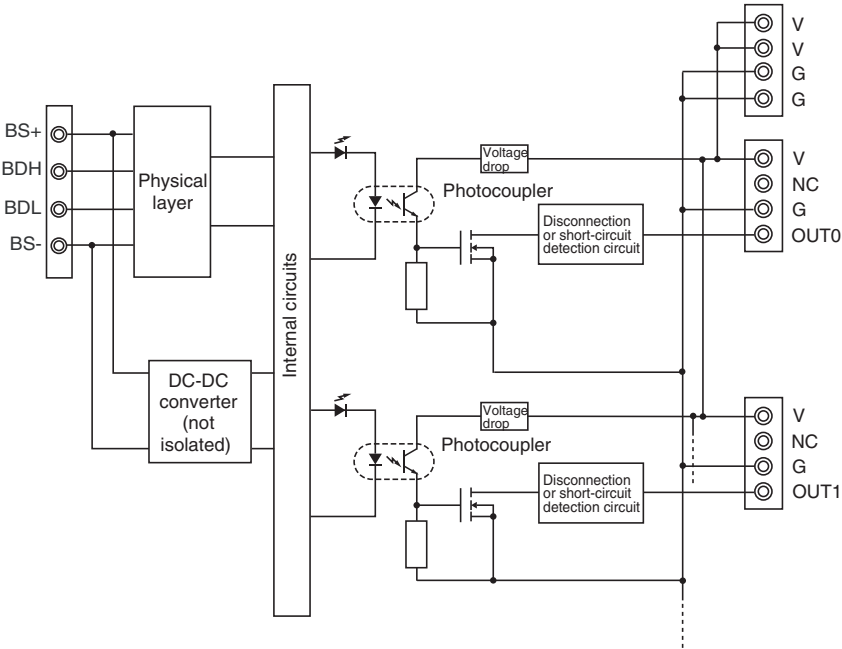 V
V
G
G
BS+
BDH
BDL
BS-
Physical
layer
Internal circuits
Voltage
drop
Photocoupler
Disconnection
or short-circuit
detection circuit
V
NC
G
OUT0
DC-DC
converter
(not
isolated)
Voltage
drop
Photocoupler
Disconnection
or short-circuit
detection circuit
V
NC
G
OUT1